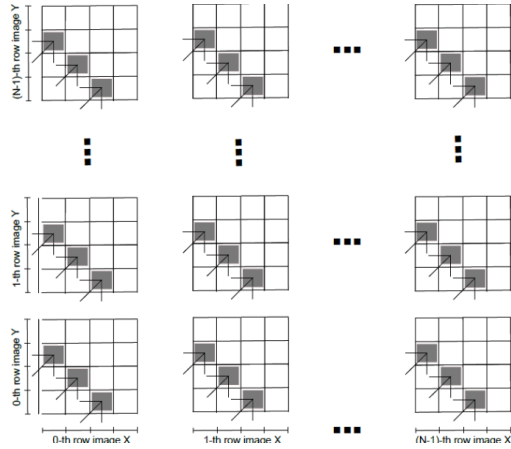 (N-1)-th row image Y
1-th row image Y
0-th row image Y
0-th row image X
1-th row image X
(N-1)-th row image X